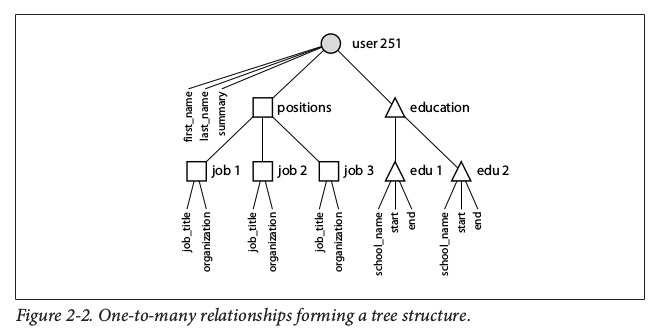 user 251
first_name
last_name
summary
positions
education
job 1
job 2
job 3
edu 1
edu 2
job_title
organization
job_title
organization
job_title
organization
school_name
start
end
school_name
start
end
Figure 2-2. One-to-many relationships forming a tree structure.